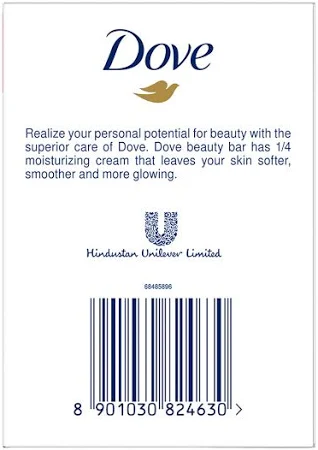 Dove
Realize your personal potential for beauty with the
superior care of Dove. Dove beauty bar has 1/4
moisturizing cream that leaves your skin softer,
smoother and more glowing.
Hindustan Unilever Limited
68485896
8 901030 824630 >